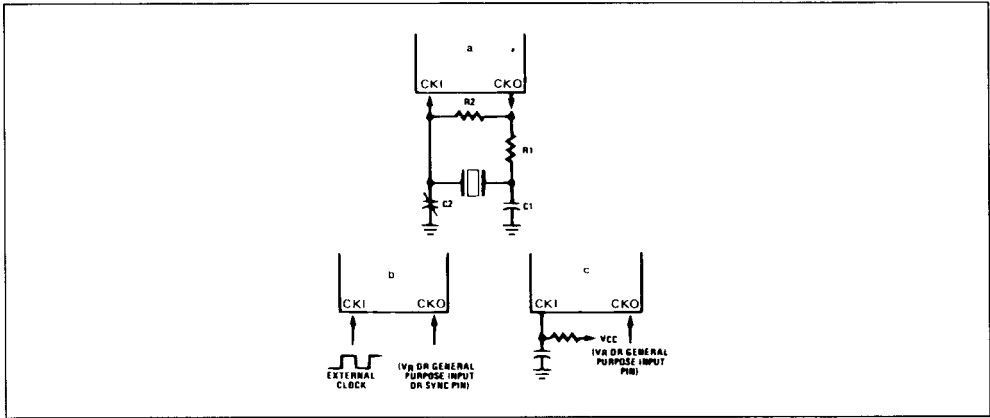 a
CKI CKO
R2
R1
C2
C1
b
CKI CKO
EXTERNAL
CLOCK
(VR OR GENERAL
PURPOSE INPUT
OR SYNC PIN)
c
CKI CKO
VCC
(VR OR GENERAL
PURPOSE INPUT
PIN)